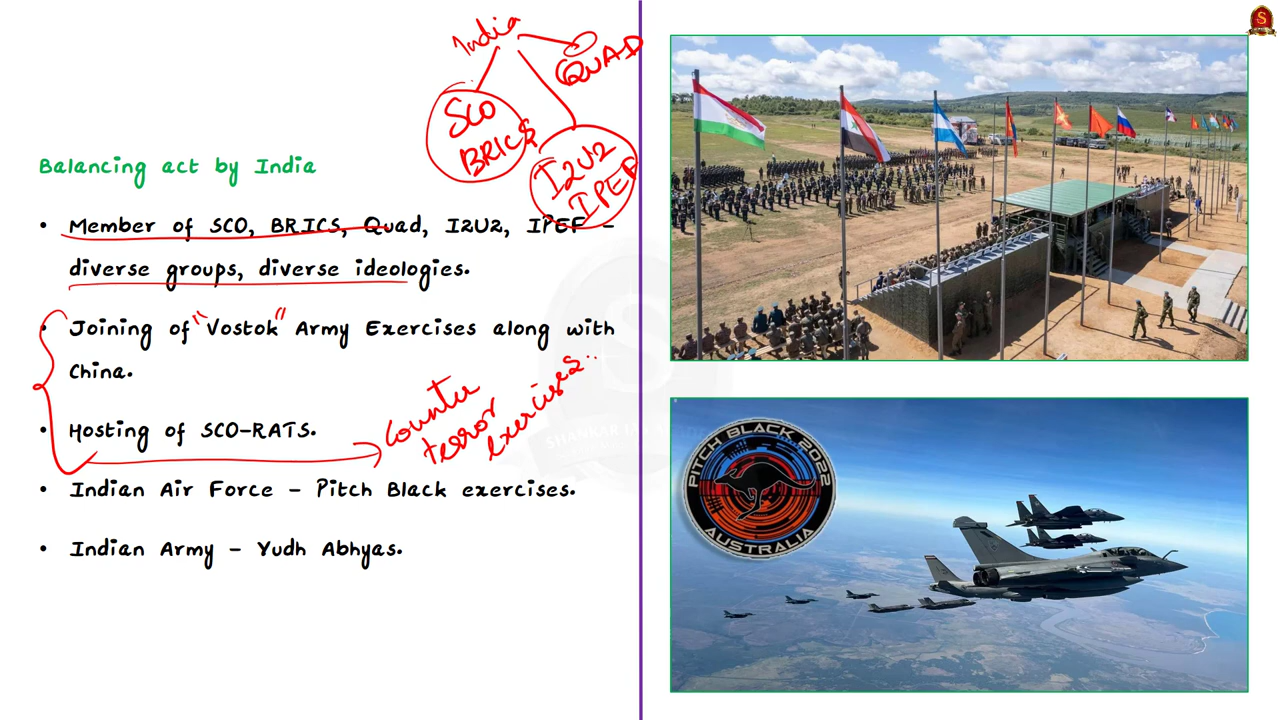 India
QUAD
SCO
BRICS
I2U2
IPEF
Balancing act by India
• Member of SCO, BRICS, Quad, I2U2, IPEF –
diverse groups, diverse ideologies.
• Joining of "Vostok" Army Exercises along with
China.
• Hosting of SCO-RATS.
counter
terror
exercises..
• Indian Air Force – Pitch Black exercises.
• Indian Army – Yudh Abhyas.
S
PITCH BLACK 2022
AUSTRALIA